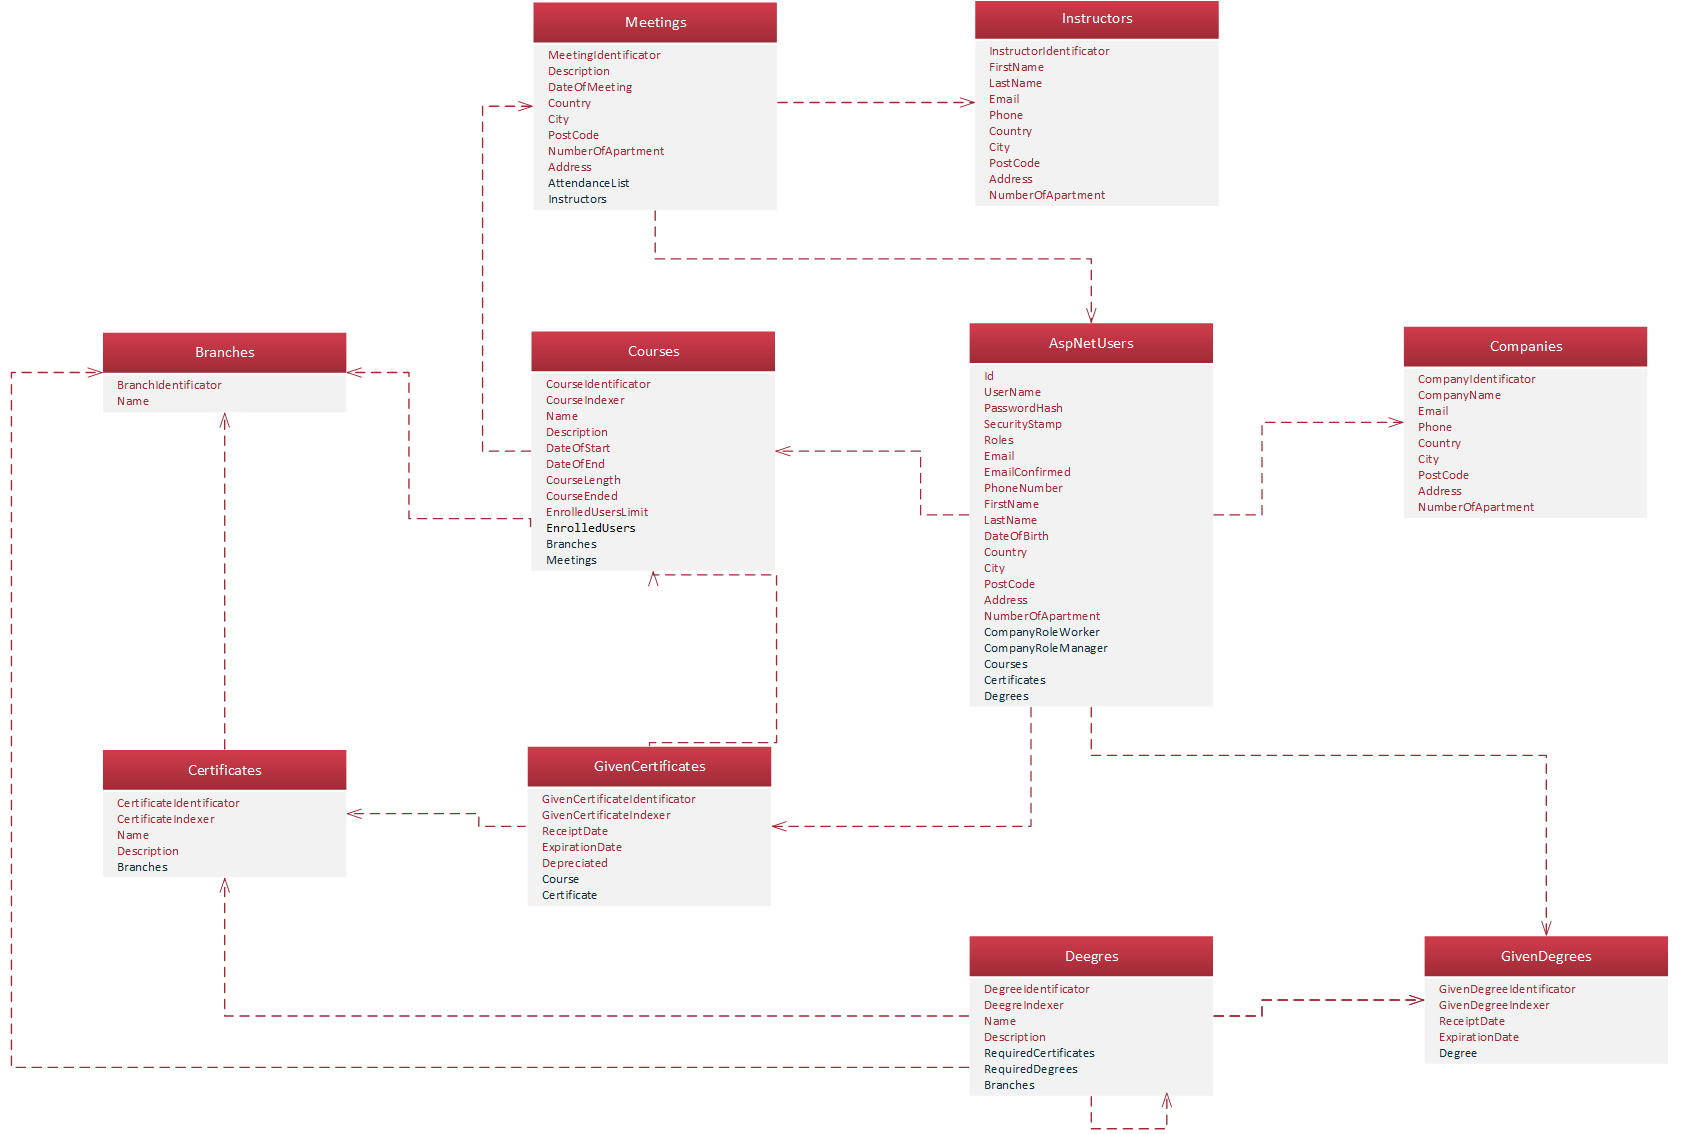 Meetings
MeetingIdentificator
Description
DateOfMeeting
Country
City
PostCode
NumberOfApartment
Address
AttendanceList
Instructors
Instructors
InstructorIdentificator
FirstName
LastName
Email
Phone
Country
City
PostCode
Address
NumberOfApartment
Branches
BranchIdentificator
Name
Courses
CourseIdentificator
CourseIndexer
Name
Description
DateOfStart
DateOfEnd
CourseLength
CourseEnded
EnrolledUsersLimit
EnrolledUsers
Branches
Meetings
AspNetUsers
Id
UserName
PasswordHash
SecurityStamp
Roles
Email
EmailConfirmed
PhoneNumber
FirstName
LastName
DateOfBirth
Country
City
PostCode
Address
NumberOfApartment
CompanyRoleWorker
CompanyRoleManager
Courses
Certificates
Degrees
Companies
CompanyIdentificator
CompanyName
Email
Phone
Country
City
PostCode
Address
NumberOfApartment
Certificates
CertificateIdentificator
CertificateIndexer
Name
Description
Branches
GivenCertificates
GivenCertificateIdentificator
GivenCertificateIndexer
ReceiptDate
ExpirationDate
Depreciated
Course
Certificate
Deegres
DegreeIdentificator
DeegreIndexer
Name
Description
RequiredCertificates
RequiredDegrees
Branches
GivenDegrees
GivenDegreeIdentificator
GivenDegreeIndexer
ReceiptDate
ExpirationDate
Degree